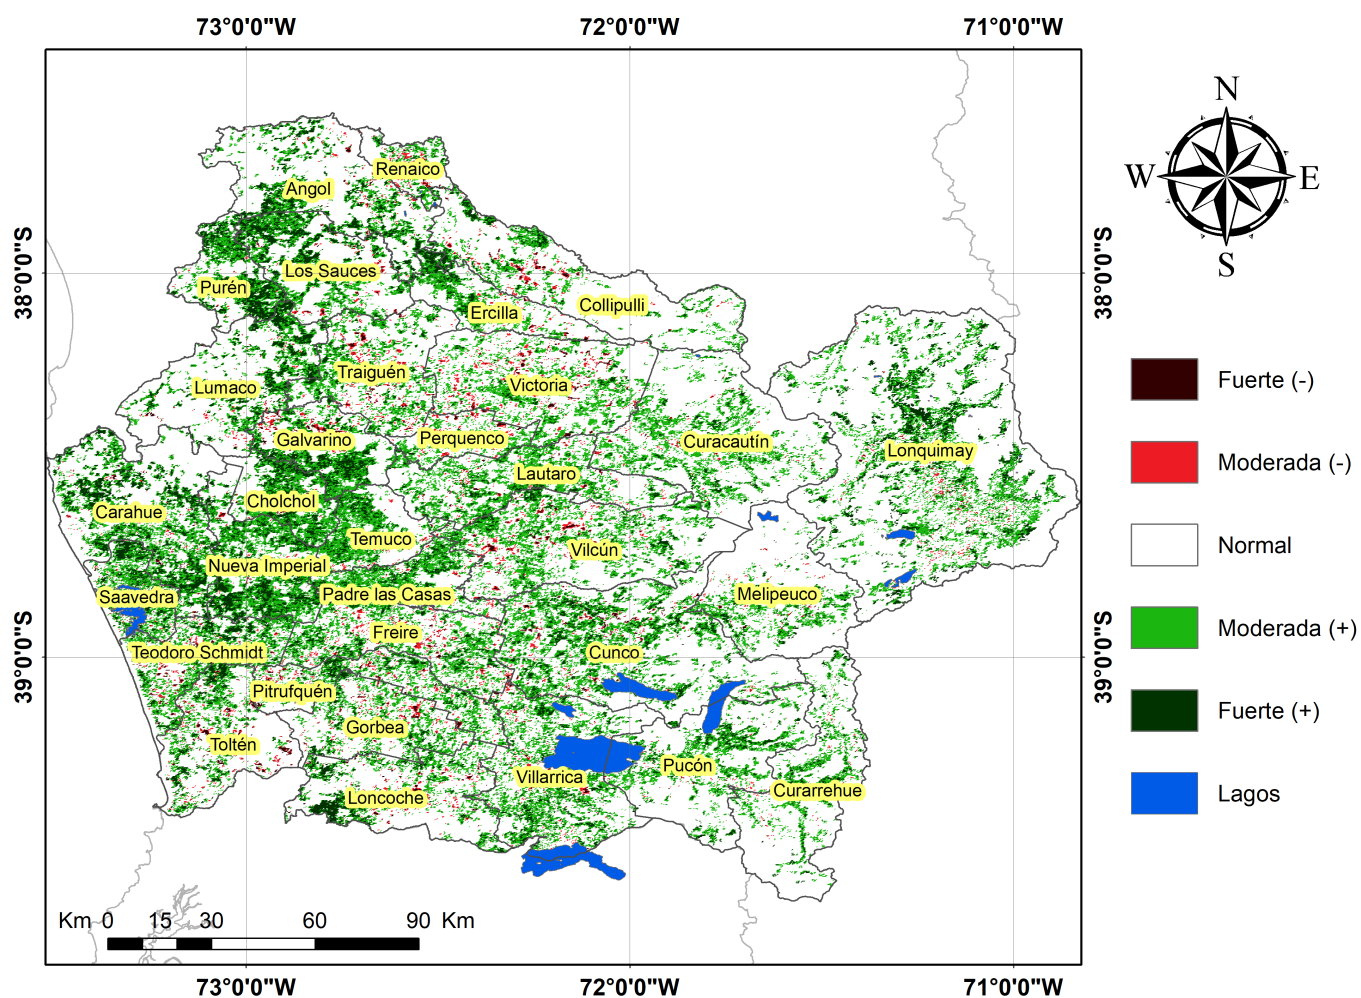 73°0'0"W 72°0'0"W 71°0'0"W
N
W E
S
38°0'0"S 38°0'0"S
39°0'0"S 39°0'0"S
Renaico
Angol
Los Sauces
Purén
Collipulli
Ercilla
Traiguén
Victoria
Lumaco
Galvarino
Perquenco
Curacautín
Lonquimay
Lautaro
Cholchol
Carahue
Temuco
Vilcún
Nueva Imperial
Saavedra
Padre las Casas
Melipeuco
Freire
Teodoro Schmidt
Cunco
Pitrufquén
Gorbea
Toltén
Pucón
Villarrica
Curarrehue
Loncoche
Fuerte (-)
Moderada (-)
Normal
Moderada (+)
Fuerte (+)
Lagos
Km 0 15 30 60 90 Km
73°0'0"W 72°0'0"W 71°0'0"W